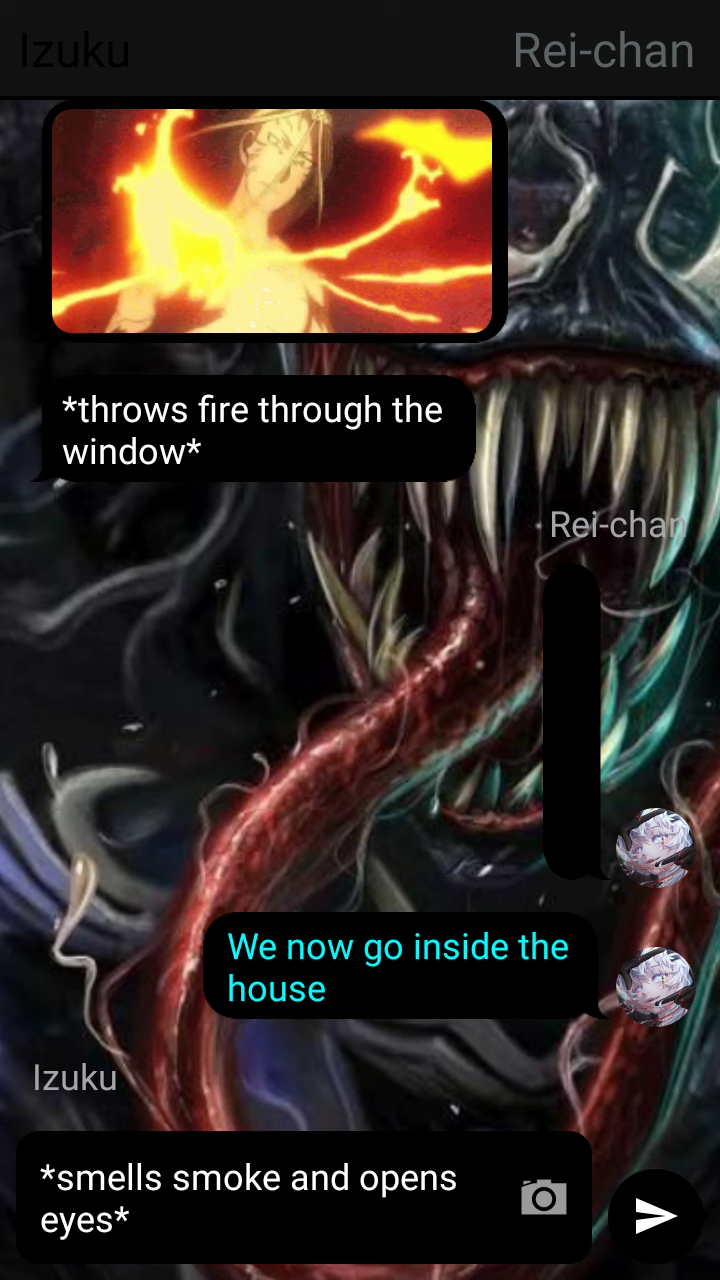 Izuku
Rei-chan
*throws fire through the
window*
Rei-chan
We now go inside the
house
Izuku
*smells smoke and opens
eyes*